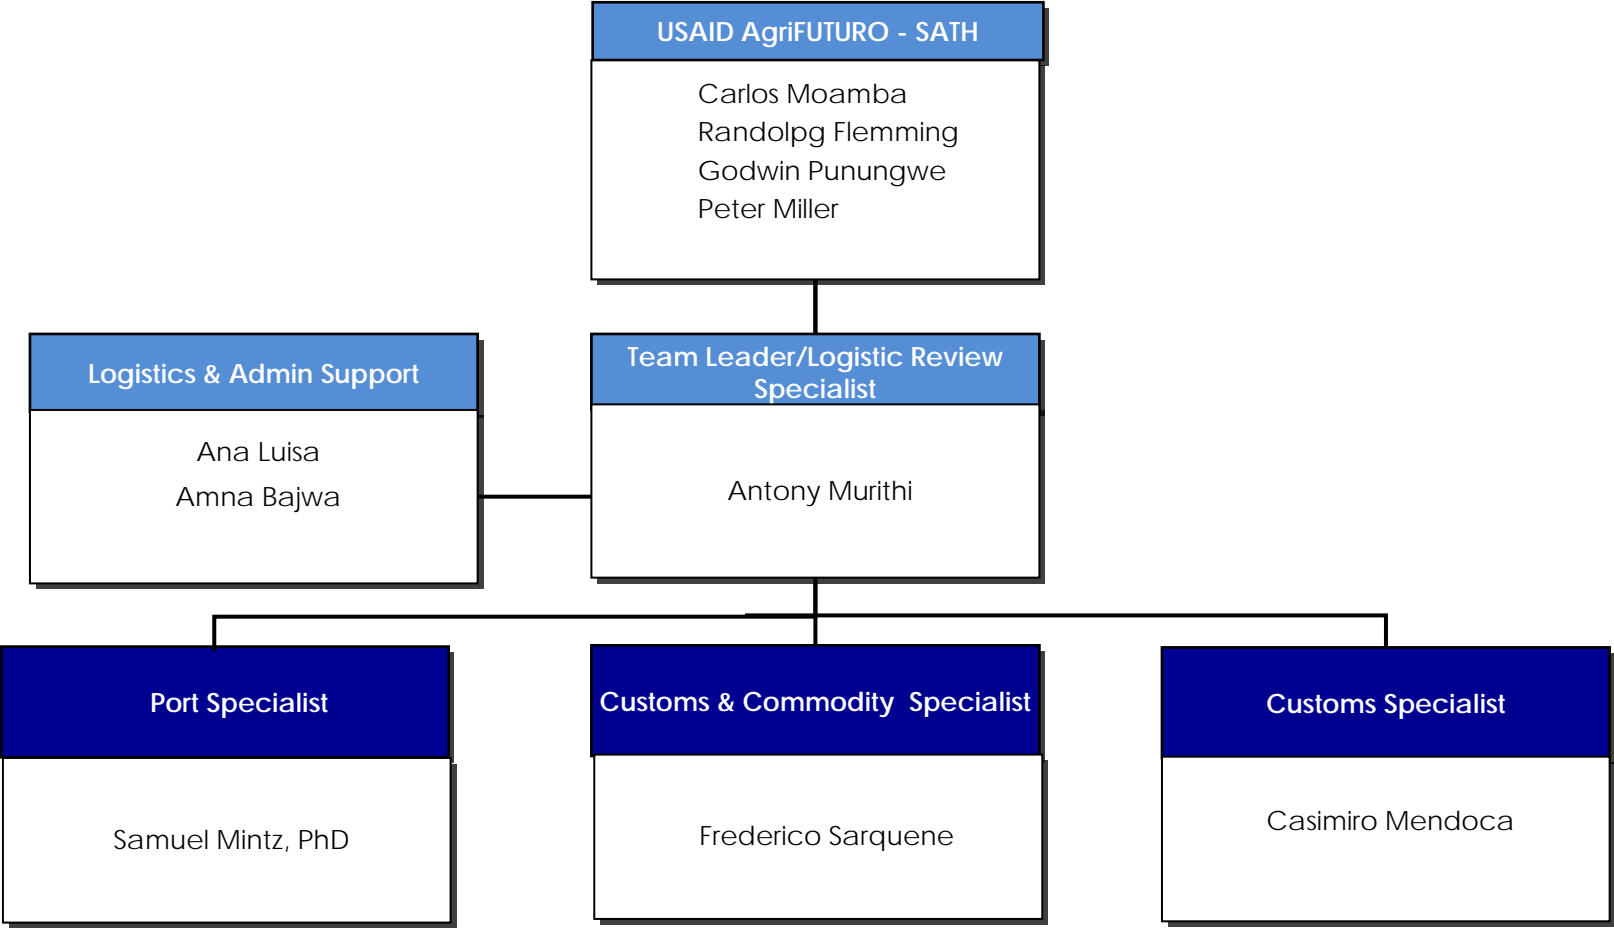 USAID AgriFUTURO - SATH
Carlos Moamba
Randolpg Flemming
Godwin Punungwe
Peter Miller
Logistics & Admin Support
Ana Luisa
Amna Bajwa
Team Leader/Logistic Review
Specialist
Antony Murithi
Port Specialist
Samuel Mintz, PhD
Customs & Commodity  Specialist
Frederico Sarquene
Customs Specialist
Casimiro Mendoca